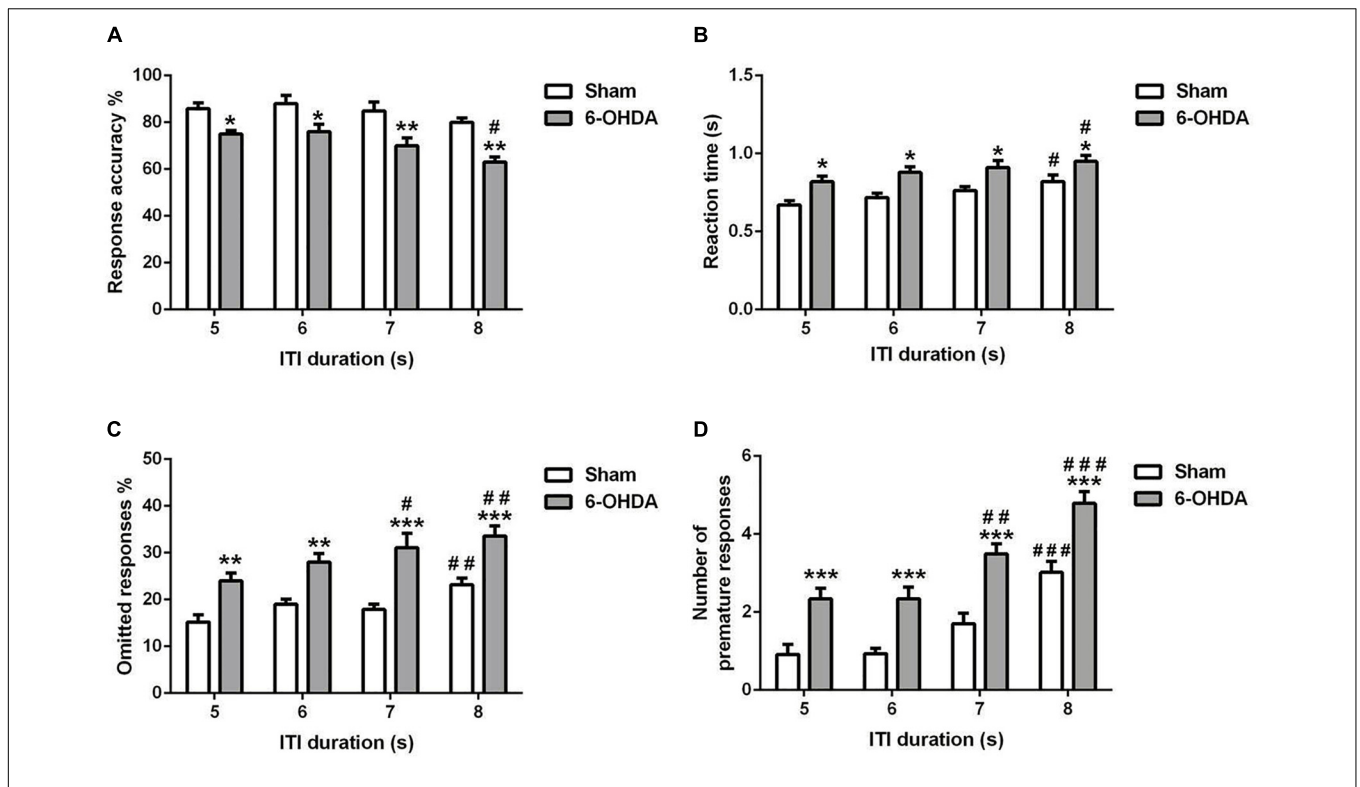 A
Response accuracy %
100
80
60
40
20
0
* * ** #
**
5 6 7 8
ITI duration (s)
Sham
6-OHDA
B
Reaction time (s)
1.5
1.0
0.5
0.0
* * * # #
*
5 6 7 8
ITI duration (s)
Sham
6-OHDA
C
Omitted responses %
50
40
30
20
10
0
** ** #
*** ## ##
***
5 6 7 8
ITI duration (s)
Sham
6-OHDA
D
Number of
premature responses
6
4
2
0
*** *** ##
*** ### ###
***
5 6 7 8
ITI duration (s)
Sham
6-OHDA